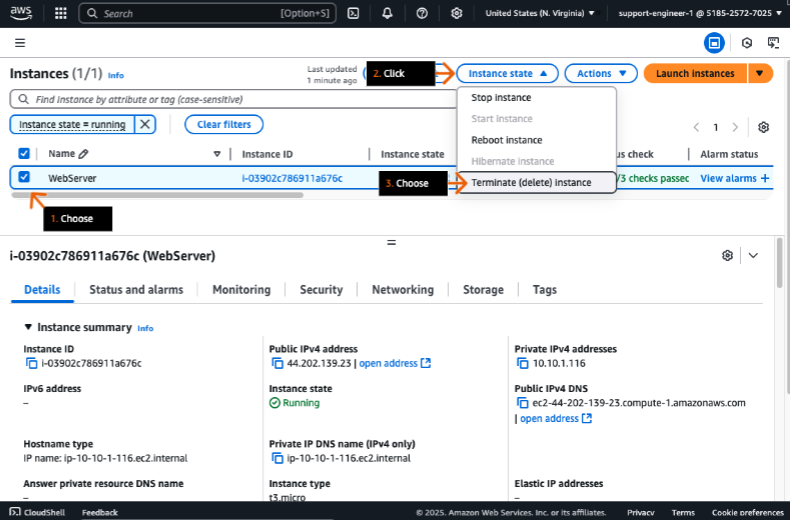 aws Search [Option+S] United States (N. Virginia) support-engineer-1 @ 5185-2572-7025
Instances (1/1) Info
Last updated
1 minute ago
2. Click
Instance state
Actions
Launch instances
Find Instance by attribute or tag (case-sensitive)
Instance state = running
Clear filters
1
Stop instance
Start instance
Reboot instance
Hibernate instance
Terminate (delete) instance
Name Instance ID Instance state s check Alarm status
WebServer i-03902c786911a676c /3 checks passec View alarms +
3. Choose
1. Choose
i-03902c786911a676c (WebServer)
Details Status and alarms Monitoring Security Networking Storage Tags
Instance summary Info
Instance ID
i-03902c786911a676c
Public IPv4 address
44.202.139.23 | open address
Private IPv4 addresses
10.10.1.116
IPv6 address
–
Instance state
Running
Public IPv4 DNS
ec2-44-202-139-23.compute-1.amazonaws.com
| open address
Hostname type
IP name: ip-10-10-1-116.ec2.internal
Private IP DNS name (IPv4 only)
ip-10-10-1-116.ec2.internal
Answer private resource DNS name
–
Instance type
t3.micro
Elastic IP addresses
–
CloudShell Feedback © 2025, Amazon Web Services, Inc. or its affiliates. Privacy Terms Cookie preferences